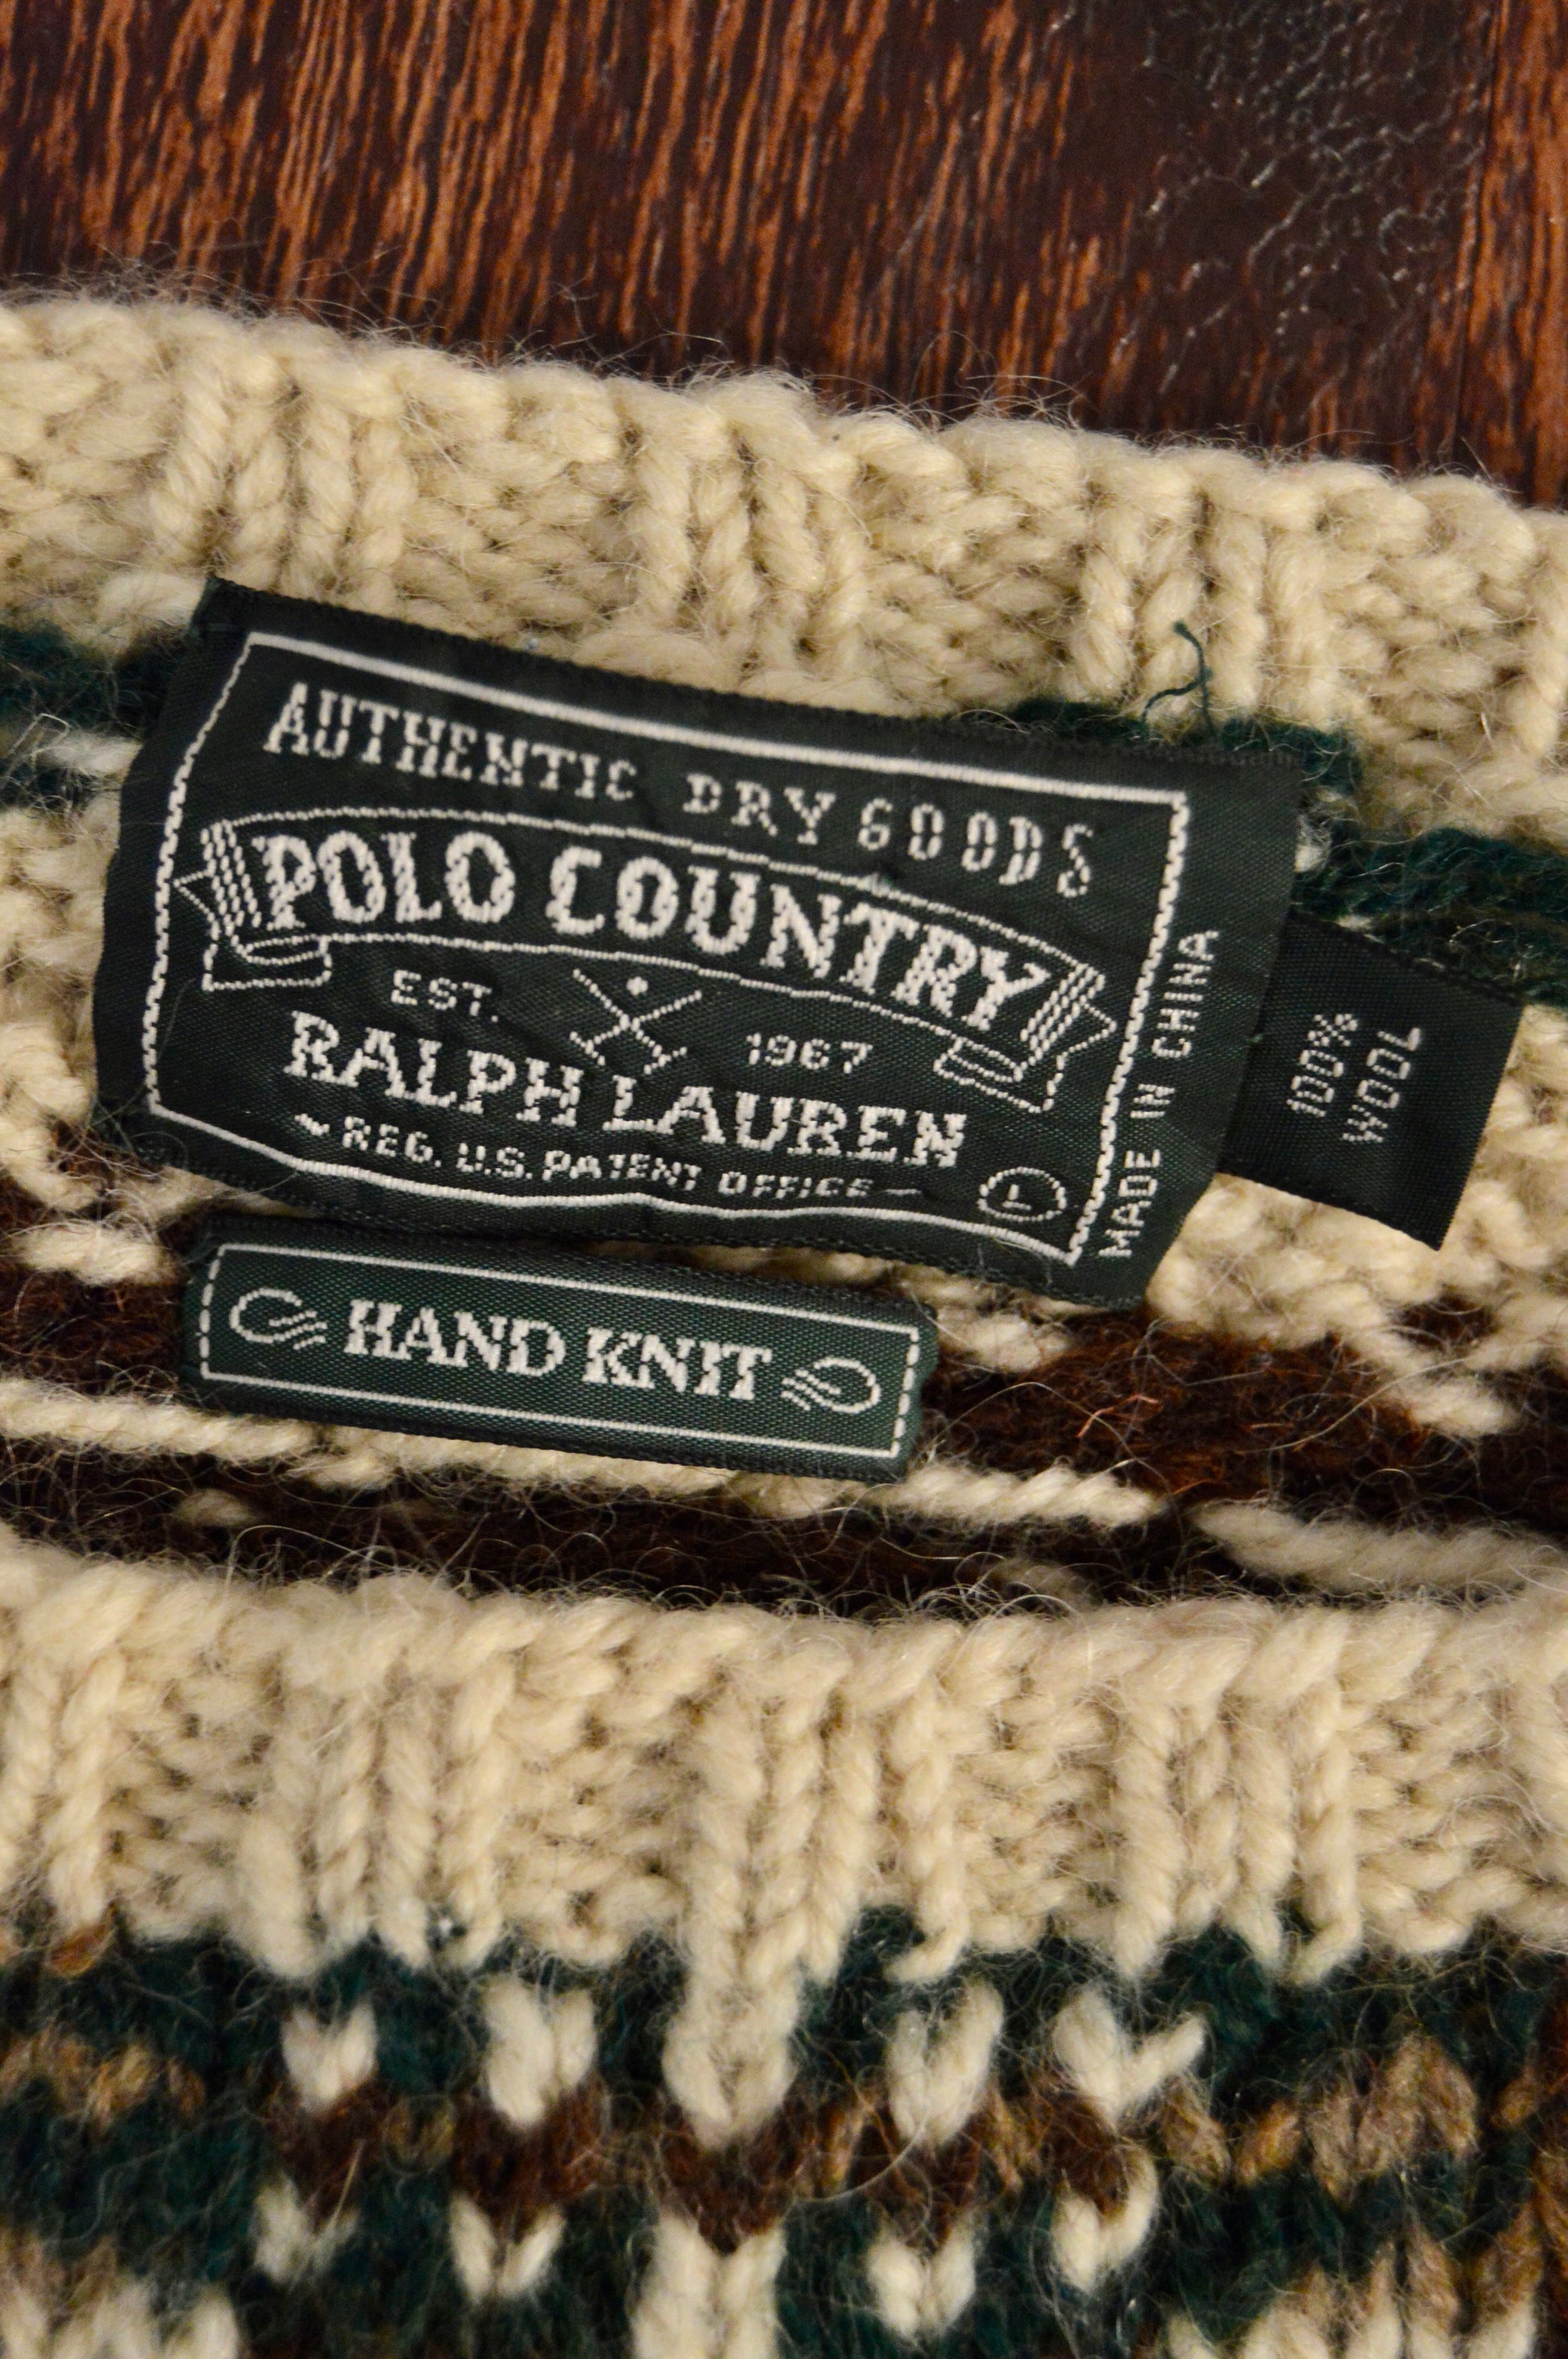 AUTHENTIC DRY GOODS
POLO COUNTRY
EST. 1967
RALPH LAUREN
REG. U.S. PATENT OFFICE
L
MADE IN CHINA
100%
WOOL
HAND KNIT